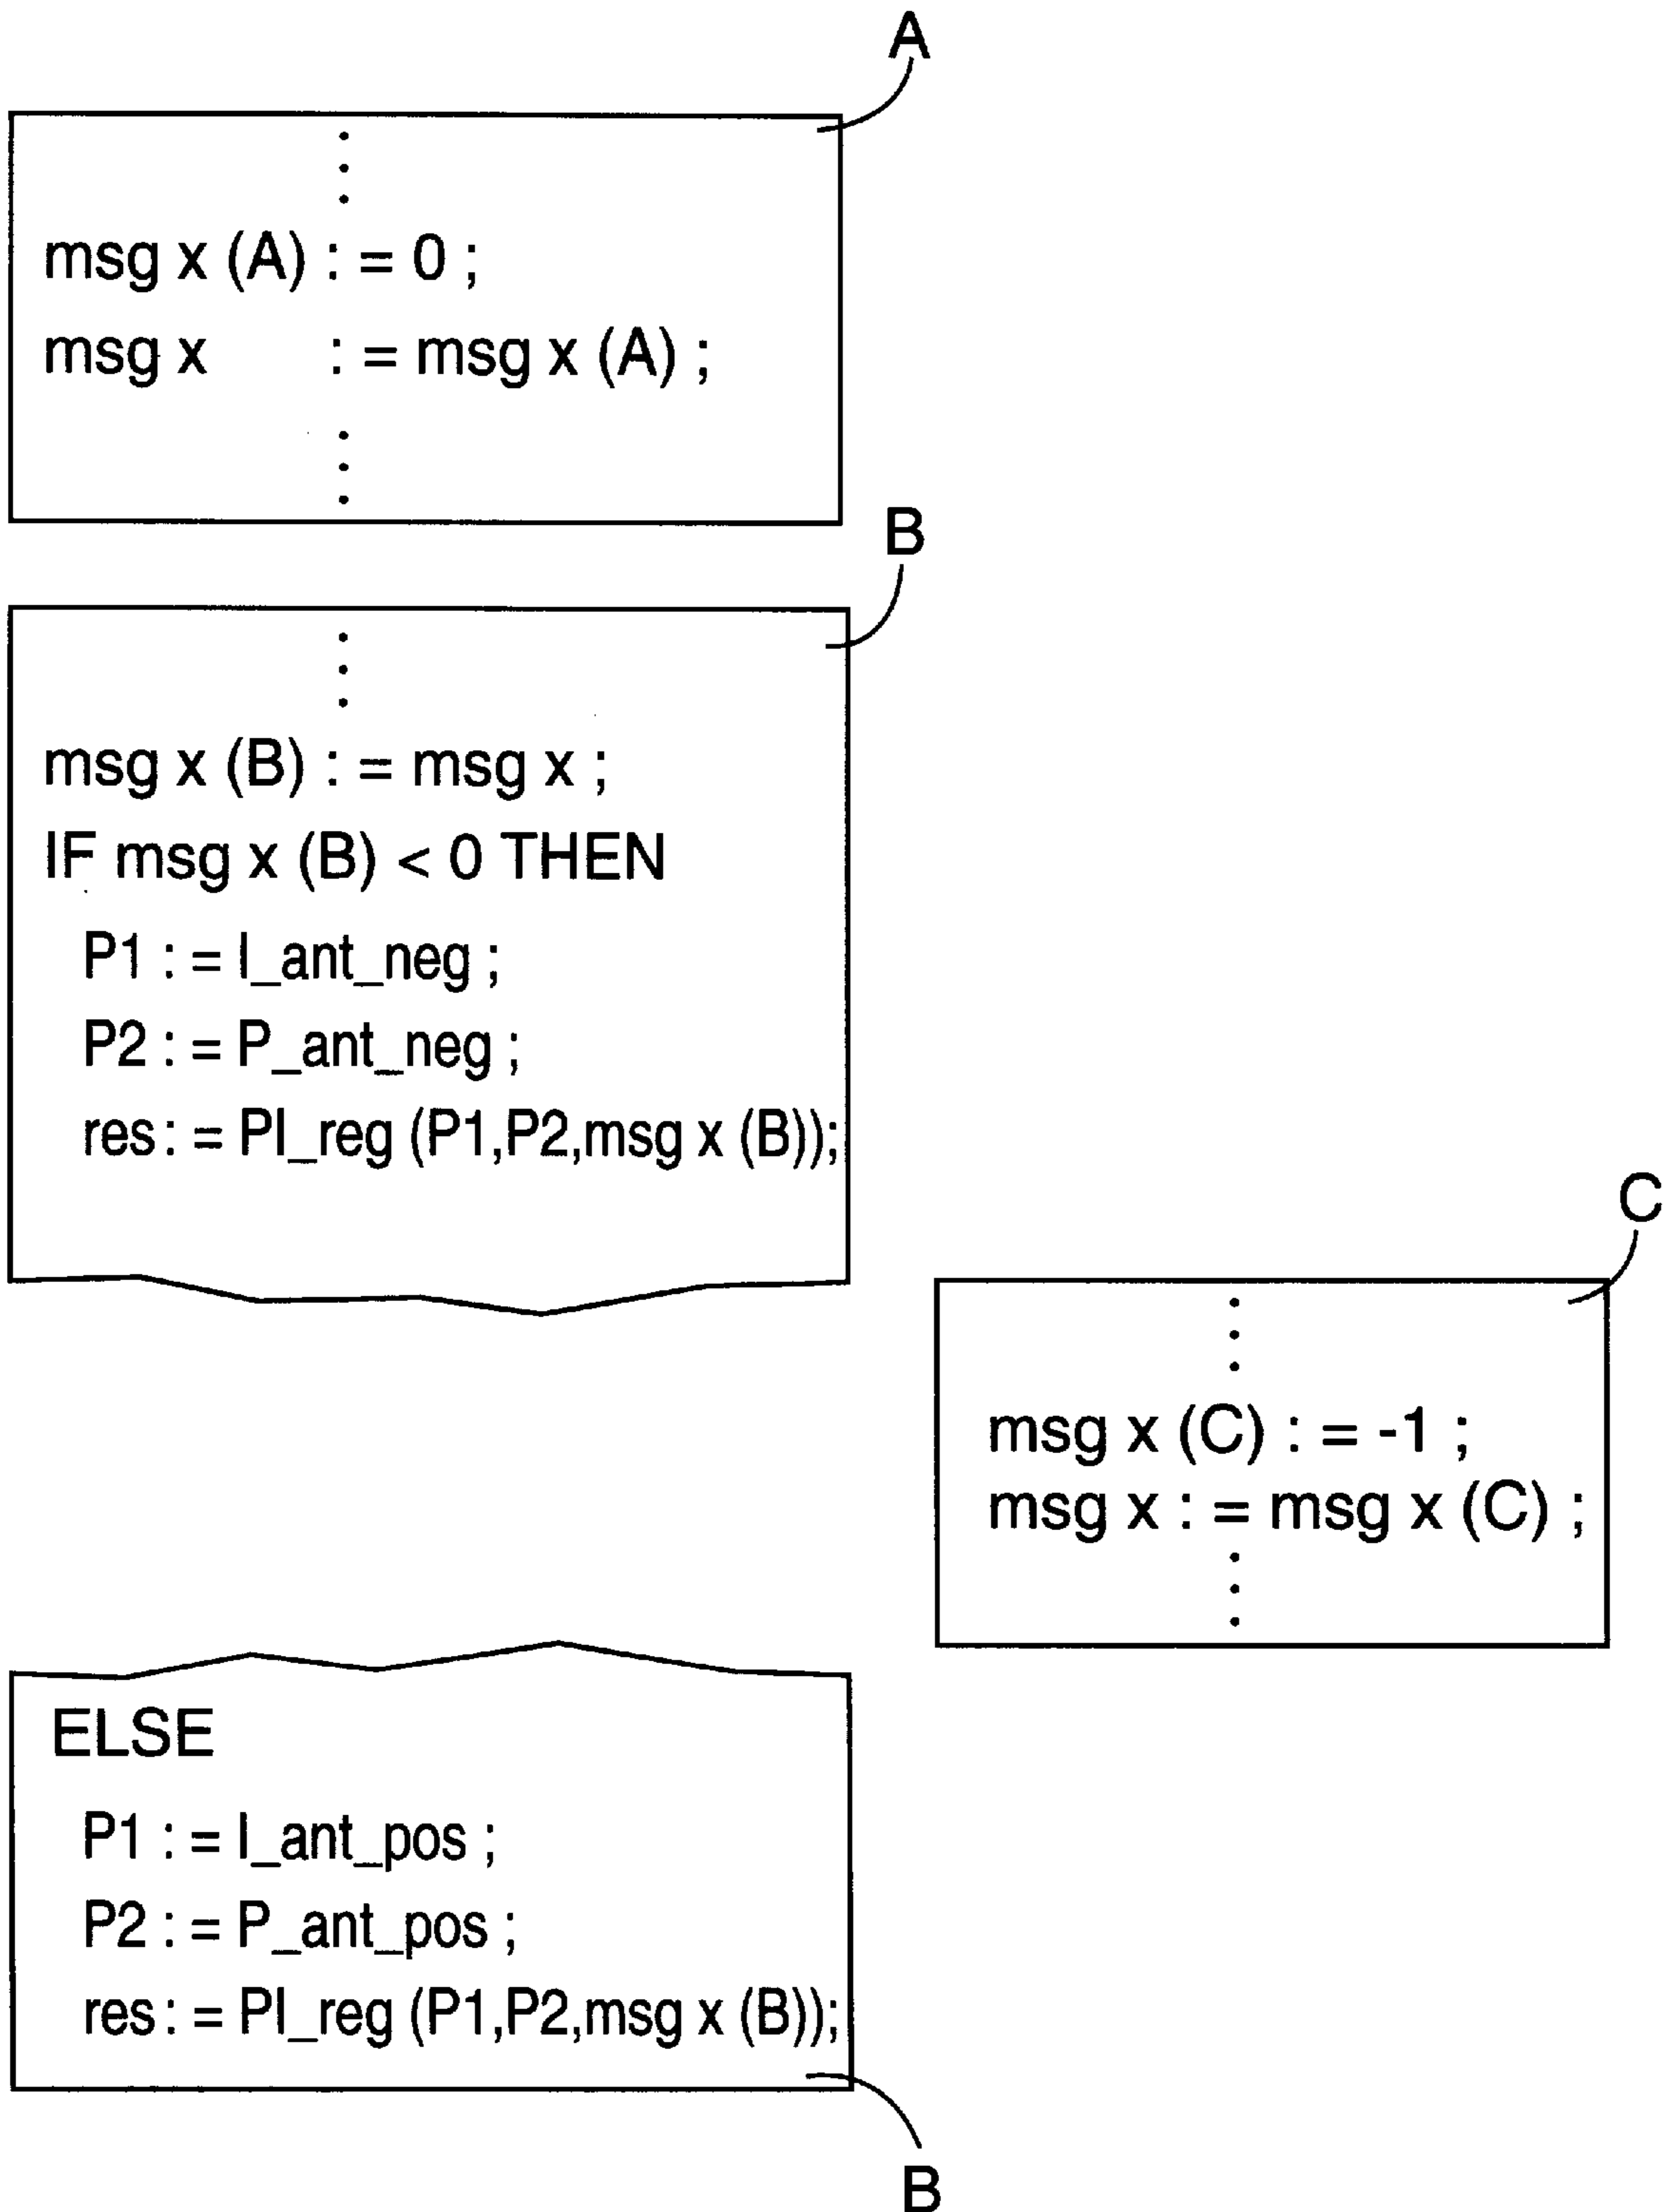 A
msg x (A) : = 0 ;
msg x : = msg x (A) ;
B
msg x (B) : = msg x ;
IF msg x (B) < 0 THEN
P1 : = I_ant_neg ;
P2 : = P_ant_neg ;
res : = PI_reg (P1,P2,msg x (B));
C
msg x (C) : = -1 ;
msg x : = msg x (C) ;
ELSE
P1 : = I_ant_pos ;
P2 : = P_ant_pos ;
res : = PI_reg (P1,P2,msg x (B));
B